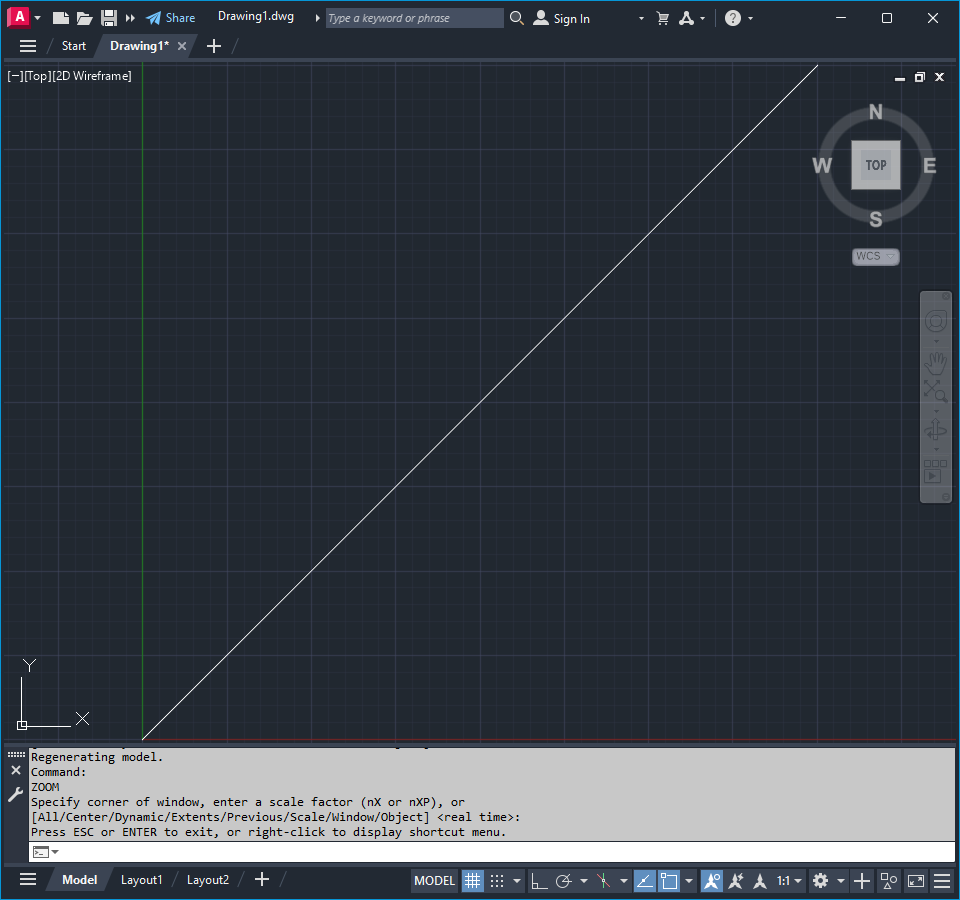 A
Share
Drawing1.dwg
Type a keyword or phrase
Sign In
?
Start
Drawing1*
[−][Top][2D Wireframe]
N
W
TOP
E
S
WCS
Y
X
Regenerating model.
Command:
ZOOM
Specify corner of window, enter a scale factor (nX or nXP), or
[All/Center/Dynamic/Extents/Previous/Scale/Window/Object] <real time>:
Press ESC or ENTER to exit, or right-click to display shortcut menu.
Model
Layout1
Layout2
MODEL
1:1